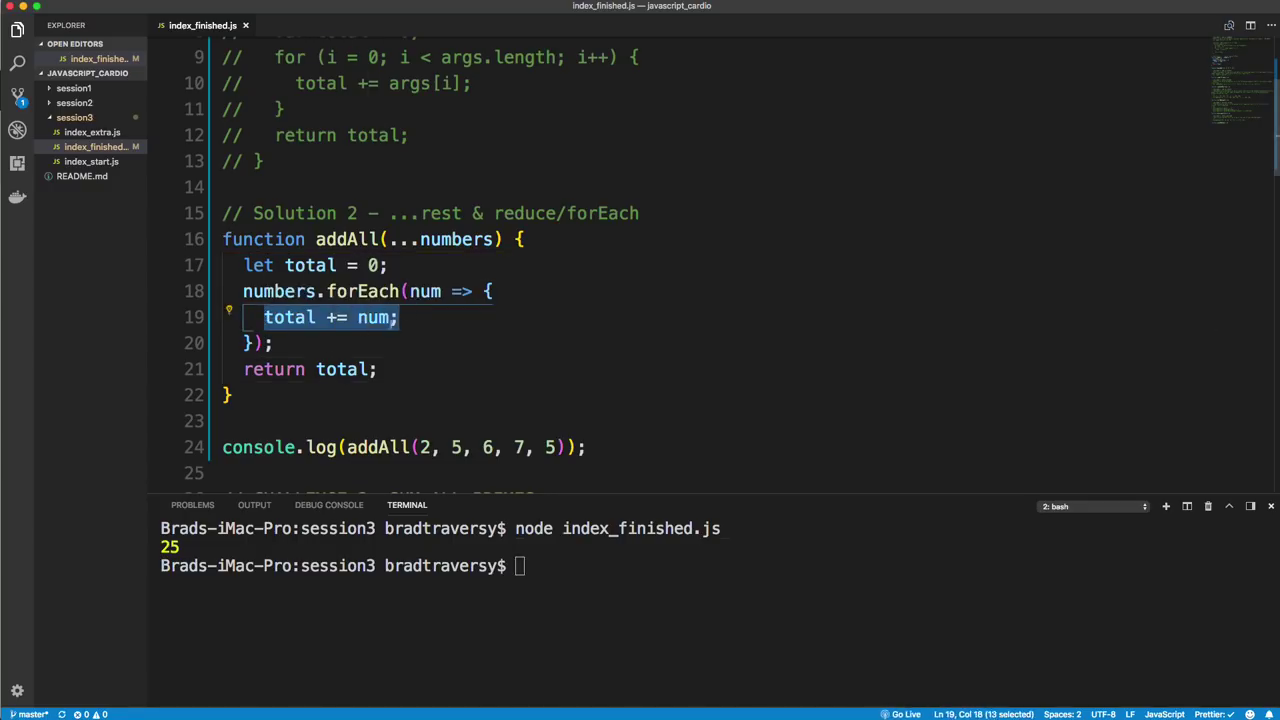 index_finished.js — javascript_cardio
EXPLORER
index_finished.js ×
OPEN EDITORS
index_finishe..
JAVASCRIPT_CARDIO
session1
session2
session3
index_extra.js
index_finished...
index_start.js
README.md
1
9 // for (i = 0; i < args.length; i++) {
10 // total += args[i];
11 // }
12 // return total;
13 // }
14
15 // Solution 2 - ...rest & reduce/forEach
16 function addAll(...numbers) {
17 let total = 0;
18 numbers.forEach(num => {
19 total += num;
20 });
21 return total;
22 }
23
24 console.log(addAll(2, 5, 6, 7, 5));
25
PROBLEMS OUTPUT DEBUG CONSOLE TERMINAL 2: bash
Brads-iMac-Pro:session3 bradtraversy$ node index_finished.js
25
Brads-iMac-Pro:session3 bradtraversy$
master* 0 0 Go Live Ln 19, Col 18 (13 selected) Spaces: 2 UTF-8 LF JavaScript Prettier: ✓